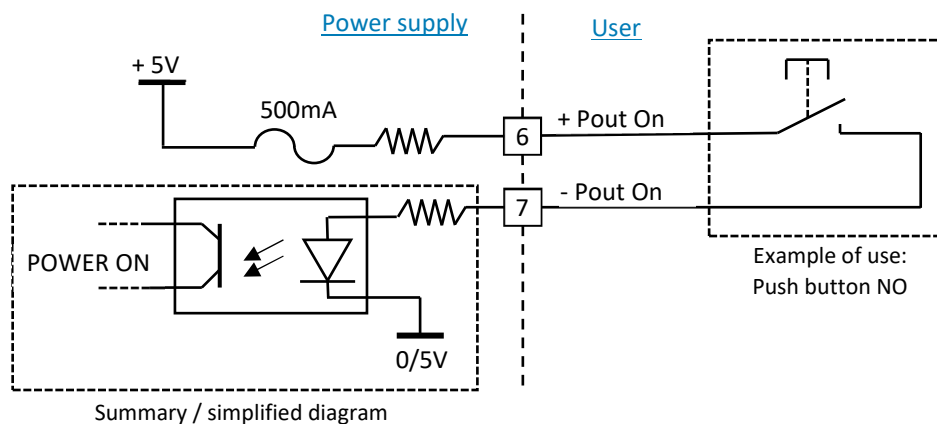 Power supply
User
+ 5V
500mA
6
+ Pout On
7
- Pout On
POWER ON
0/5V
Example of use:
Push button NO
Summary / simplified diagram